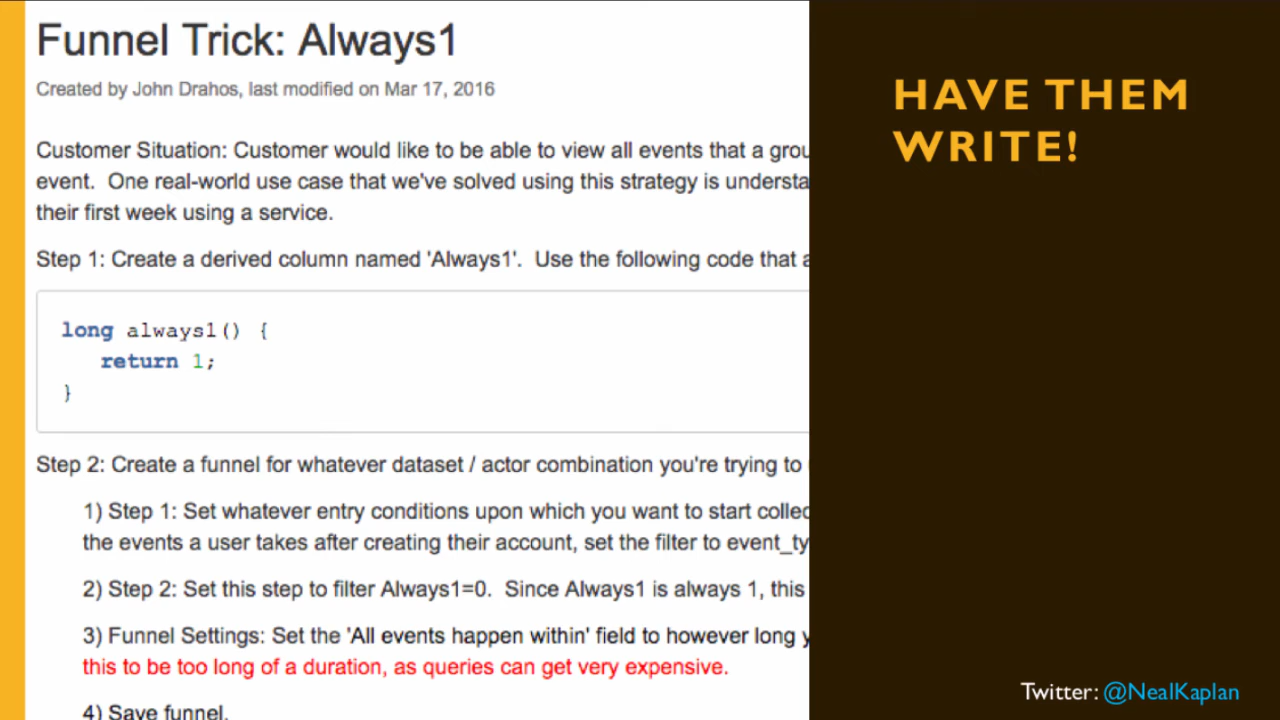 Funnel Trick: Always1
Created by John Drahos, last modified on Mar 17, 2016
Customer Situation: Customer would like to be able to view all events that a grou
event.  One real-world use case that we've solved using this strategy is understa
their first week using a service.
Step 1: Create a derived column named 'Always1'.  Use the following code that a
long always1() {
return 1;
}
Step 2: Create a funnel for whatever dataset / actor combination you're trying to
1) Step 1: Set whatever entry conditions upon which you want to start collec
the events a user takes after creating their account, set the filter to event_ty
2) Step 2: Set this step to filter Always1=0.  Since Always1 is always 1, this
3) Funnel Settings: Set the 'All events happen within' field to however long y
this to be too long of a duration, as queries can get very expensive.
4) Save funnel.
HAVE THEM
WRITE!
Twitter: @NealKaplan